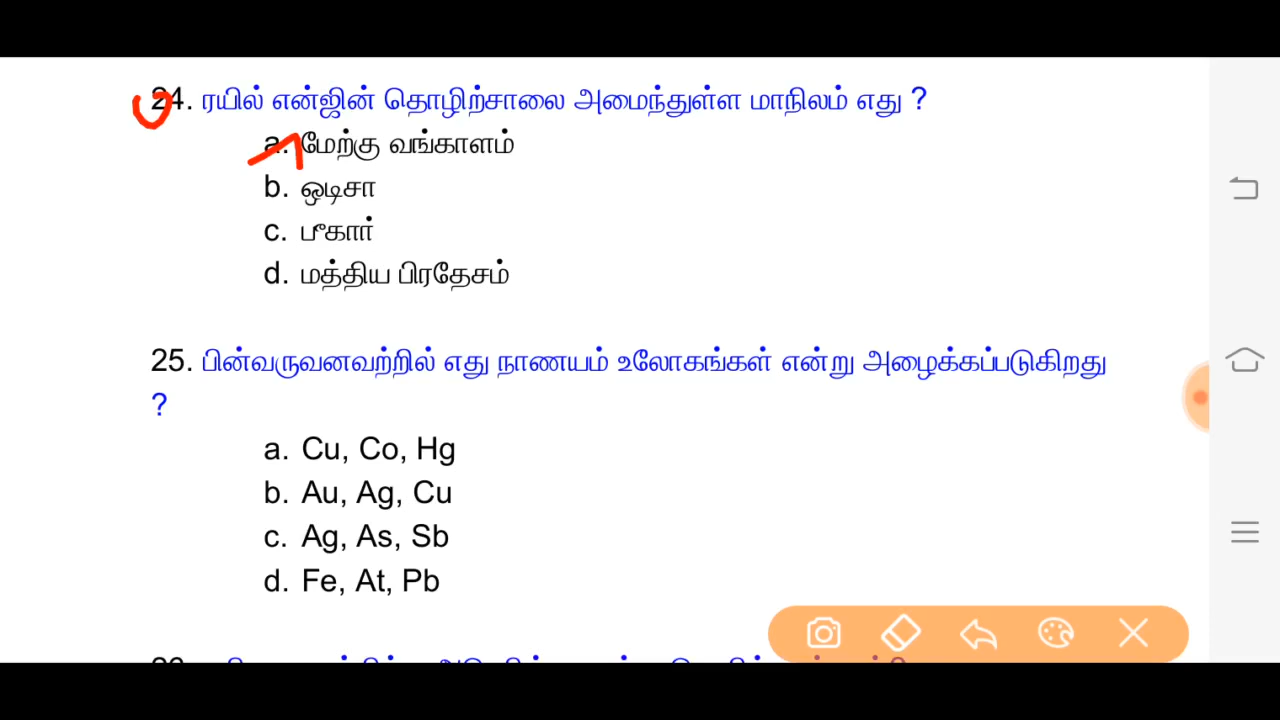 24. ரயில் என்ஜின் தொழிற்சாலை அமைந்துள்ள மாநிலம் எது ?
a. மேற்கு வங்காளம்
b. ஒடிசா
c. பீகார்
d. மத்திய பிரதேசம்
25. பின்வருவனவற்றில் எது நாணயம் உலோகங்கள் என்று அழைக்கப்படுகிறது
?
a. Cu, Co, Hg
b. Au, Ag, Cu
c. Ag, As, Sb
d. Fe, At, Pb